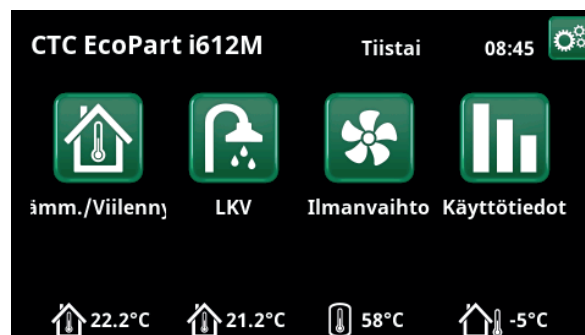 CTC EcoPart i612M Tiistai 08:45
ämm./Viilenny LKV Ilmanvaihto Käyttötiedot
22.2°C 21.2°C 58°C -5°C